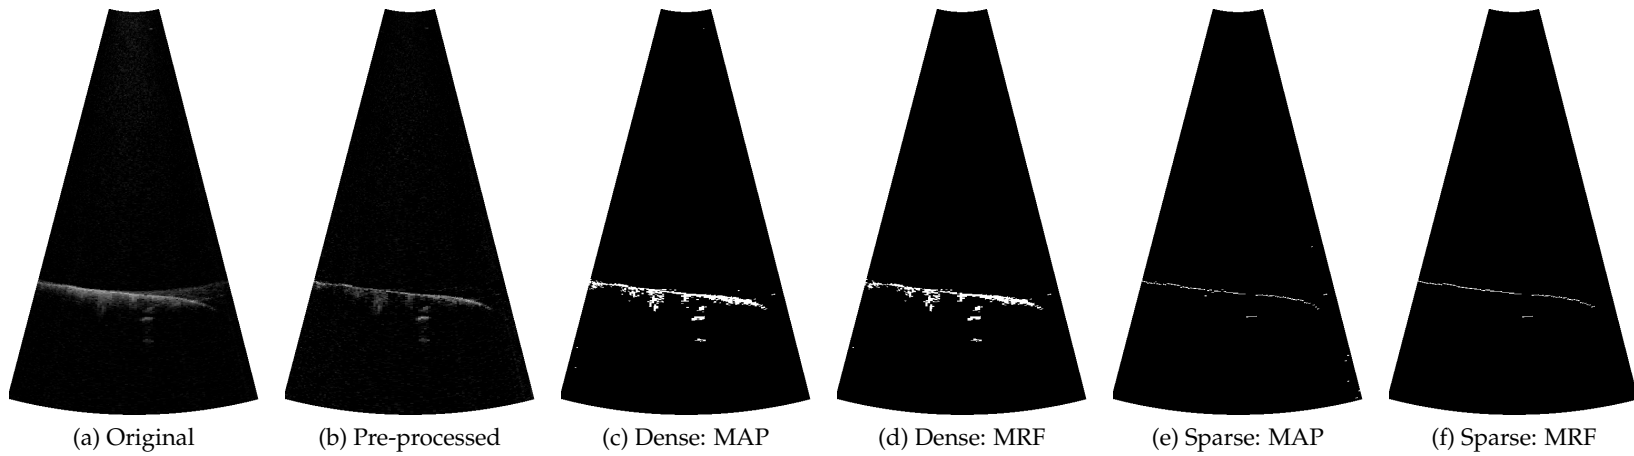 (a) Original
(b) Pre-processed
(c) Dense: MAP
(d) Dense: MRF
(e) Sparse: MAP
(f) Sparse: MRF